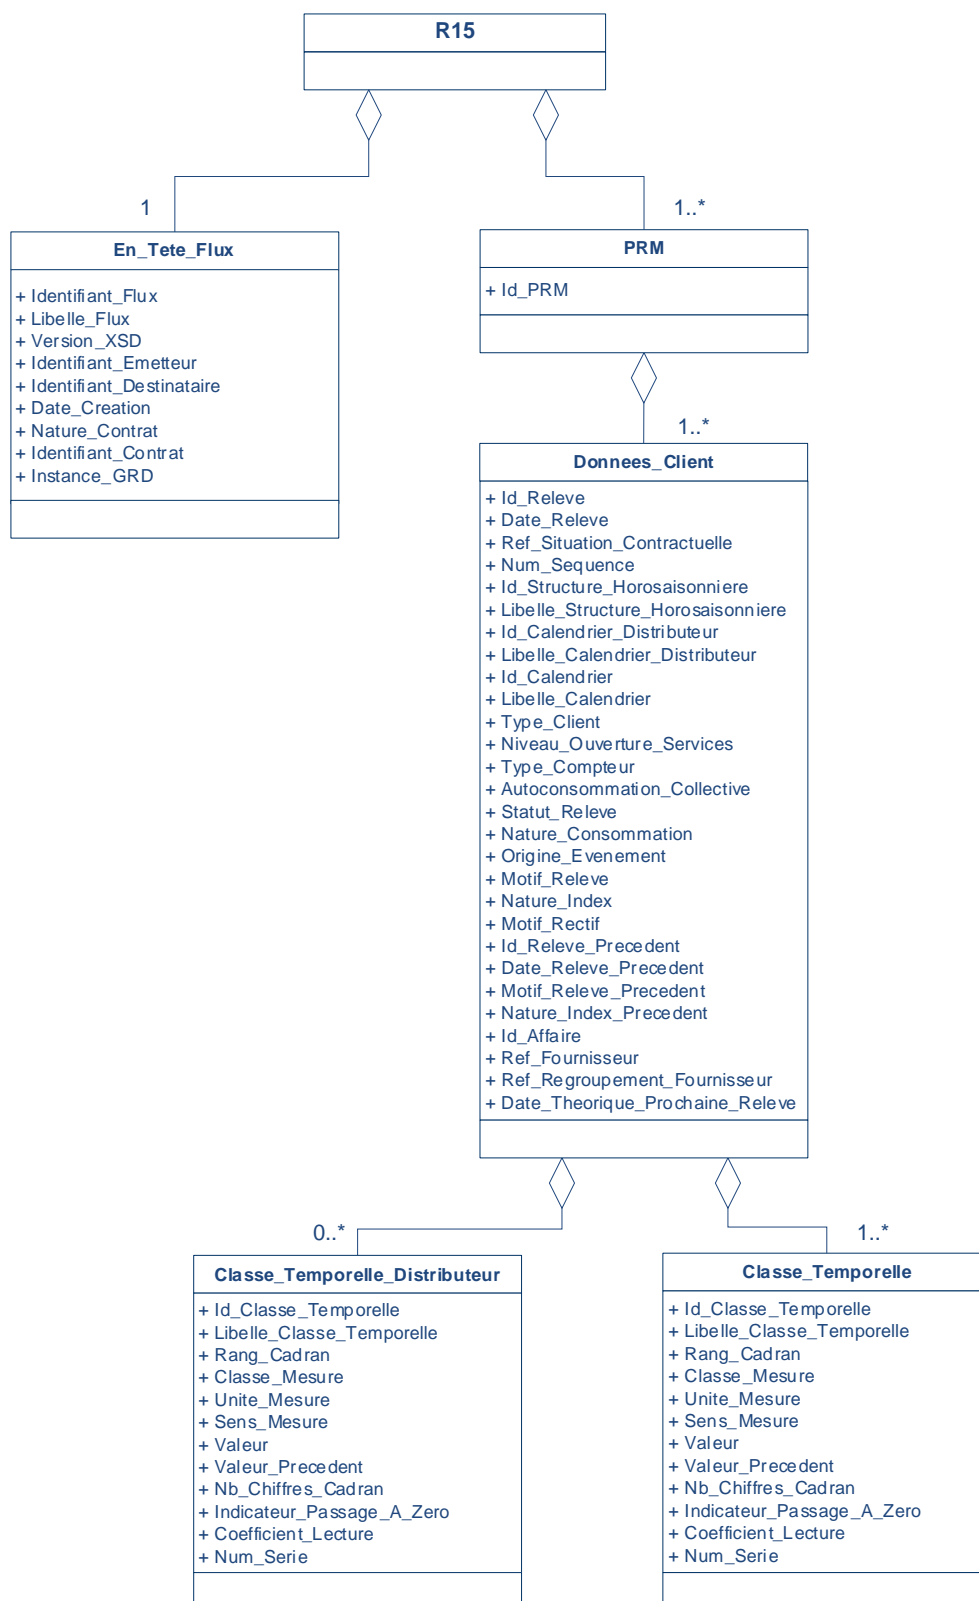 R15
1
1..*
En_Tete_Flux
+ Identifiant_Flux
+ Libelle_Flux
+ Version_XSD
+ Identifiant_Emetteur
+ Identifiant_Destinataire
+ Date_Creation
+ Nature_Contrat
+ Identifiant_Contrat
+ Instance_GRD
PRM
+ Id_PRM
1..*
Donnees_Client
+ Id_Releve
+ Date_Releve
+ Ref_Situation_Contractuelle
+ Num_Sequence
+ Id_Structure_Horosaisonniere
+ Libelle_Structure_Horosaisonniere
+ Id_Calendrier_Distributeur
+ Libelle_Calendrier_Distributeur
+ Id_Calendrier
+ Libelle_Calendrier
+ Type_Client
+ Niveau_Ouverture_Services
+ Type_Compteur
+ Autoconsommation_Collective
+ Statut_Releve
+ Nature_Consommation
+ Origine_Evenement
+ Motif_Releve
+ Nature_Index
+ Motif_Rectif
+ Id_Releve_Precedent
+ Date_Releve_Precedent
+ Motif_Releve_Precedent
+ Nature_Index_Precedent
+ Id_Affaire
+ Ref_Fournisseur
+ Ref_Regroupement_Fournisseur
+ Date_Theorique_Prochaine_Releve
0..*
1..*
Classe_Temporelle_Distributeur
+ Id_Classe_Temporelle
+ Libelle_Classe_Temporelle
+ Rang_Cadran
+ Classe_Mesure
+ Unite_Mesure
+ Sens_Mesure
+ Valeur
+ Valeur_Precedent
+ Nb_Chiffres_Cadran
+ Indicateur_Passage_A_Zero
+ Coefficient_Lecture
+ Num_Serie
Classe_Temporelle
+ Id_Classe_Temporelle
+ Libelle_Classe_Temporelle
+ Rang_Cadran
+ Classe_Mesure
+ Unite_Mesure
+ Sens_Mesure
+ Valeur
+ Valeur_Precedent
+ Nb_Chiffres_Cadran
+ Indicateur_Passage_A_Zero
+ Coefficient_Lecture
+ Num_Serie